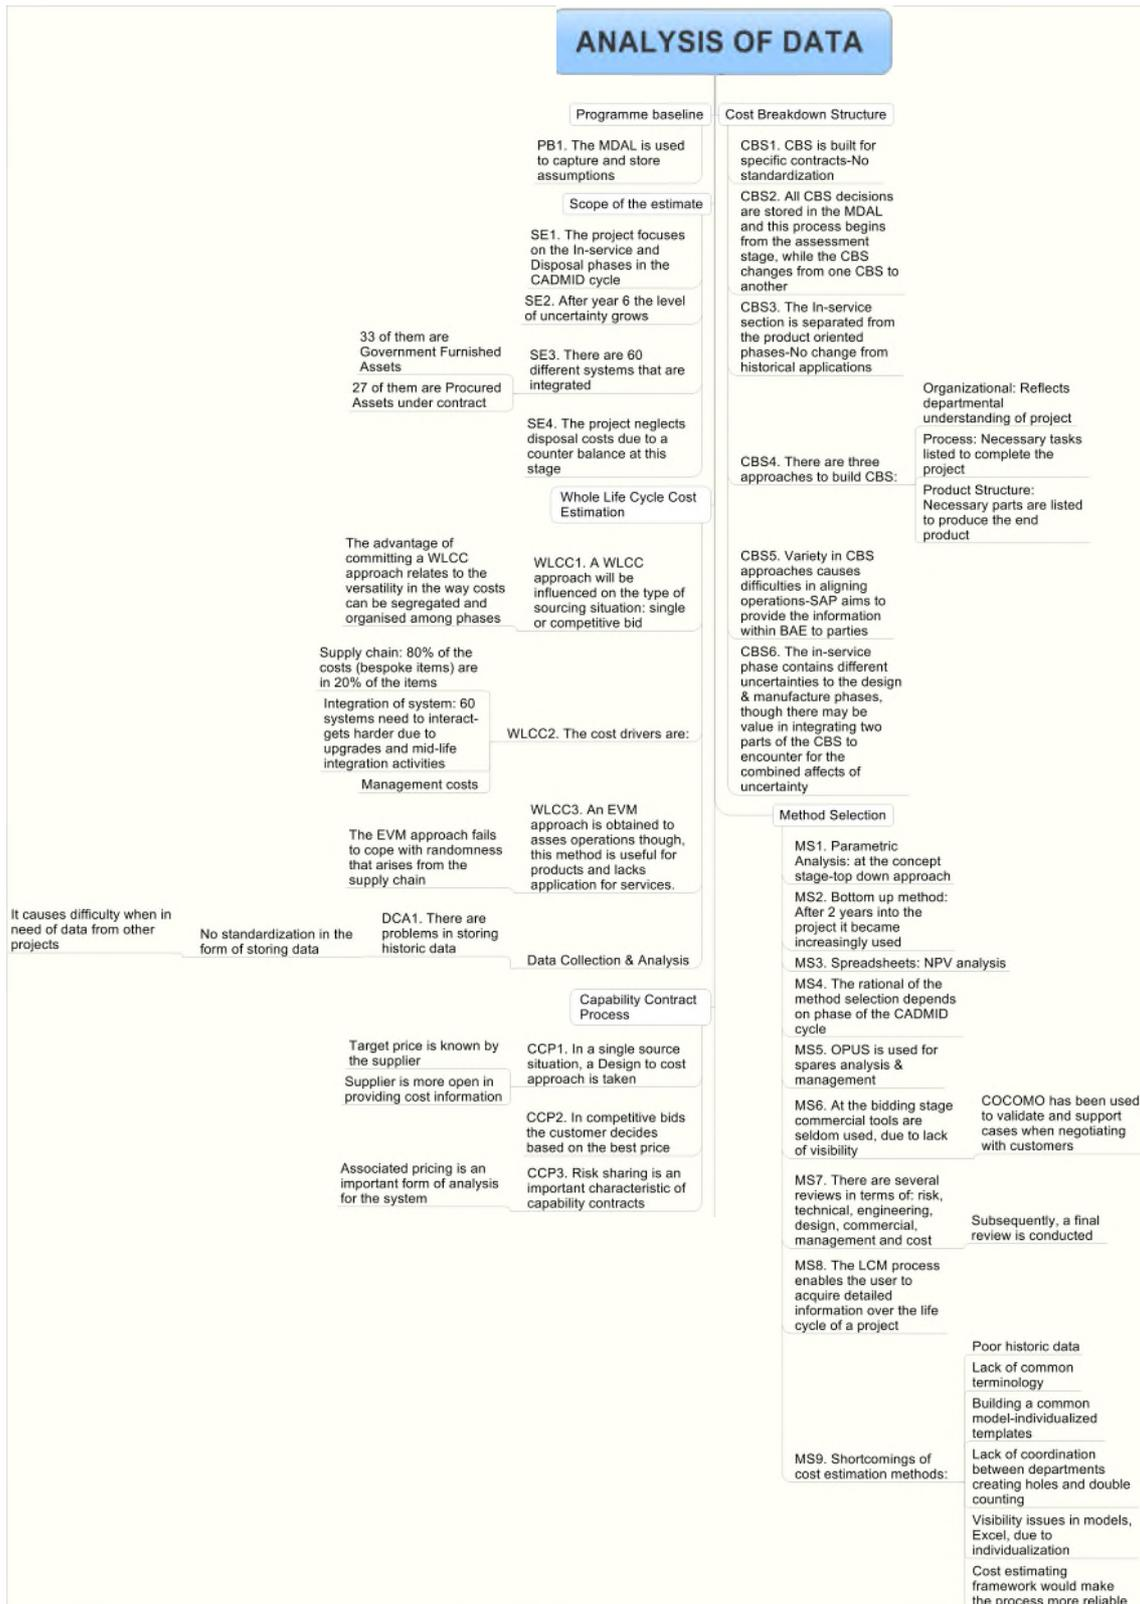 ANALYSIS OF DATA
Programme baseline
PB1. The MDAL is used
to capture and store
assumptions
Scope of the estimate
SE1. The project focuses
on the In-service and
Disposal phases in the
CADMID cycle
SE2. After year 6 the level
of uncertainty grows
33 of them are
Government Furnished
Assets
27 of them are Procured
Assets under contract
SE3. There are 60
different systems that are
integrated
SE4. The project neglects
disposal costs due to a
counter balance at this
stage
Whole Life Cycle Cost
Estimation
The advantage of
committing a WLCC
approach relates to the
versatility in the way costs
can be segregated and
organised among phases
WLCC1. A WLCC
approach will be
influenced on the type of
sourcing situation: single
or competitive bid
Supply chain: 80% of the
costs (bespoke items) are
in 20% of the items
Integration of system: 60
systems need to interact-
gets harder due to
upgrades and mid-life
integration activities
Management costs
WLCC2. The cost drivers are:
The EVM approach fails
to cope with randomness
that arises from the
supply chain
WLCC3. An EVM
approach is obtained to
asses operations though,
this method is useful for
products and lacks
application for services.
It causes difficulty when in
need of data from other
projects
No standardization in the
form of storing data
DCA1. There are
problems in storing
historic data
Data Collection & Analysis
Capability Contract
Process
Target price is known by
the supplier
Supplier is more open in
providing cost information
CCP1. In a single source
situation, a Design to cost
approach is taken
CCP2. In competitive bids
the customer decides
based on the best price
Associated pricing is an
important form of analysis
for the system
CCP3. Risk sharing is an
important characteristic of
capability contracts
Cost Breakdown Structure
CBS1. CBS is built for
specific contracts-No
standardization
CBS2. All CBS decisions
are stored in the MDAL
and this process begins
from the assessment
stage, while the CBS
changes from one CBS to
another
CBS3. The In-service
section is separated from
the product oriented
phases-No change from
historical applications
CBS4. There are three
approaches to build CBS:
Organizational: Reflects
departmental
understanding of project
Process: Necessary tasks
listed to complete the
project
Product Structure:
Necessary parts are listed
to produce the end
product
CBS5. Variety in CBS
approaches causes
difficulties in aligning
operations-SAP aims to
provide the information
within BAE to parties
CBS6. The in-service
phase contains different
uncertainties to the design
& manufacture phases,
though there may be
value in integrating two
parts of the CBS to
encounter for the
combined affects of
uncertainty
Method Selection
MS1. Parametric
Analysis: at the concept
stage-top down approach
MS2. Bottom up method:
After 2 years into the
project it became
increasingly used
MS3. Spreadsheets: NPV analysis
MS4. The rational of the
method selection depends
on phase of the CADMID
cycle
MS5. OPUS is used for
spares analysis &
management
MS6. At the bidding stage
commercial tools are
seldom used, due to lack
of visibility
COCOMO has been used
to validate and support
cases when negotiating
with customers
MS7. There are several
reviews in terms of: risk,
technical, engineering,
design, commercial,
management and cost
Subsequently, a final
review is conducted
MS8. The LCM process
enables the user to
acquire detailed
information over the life
cycle of a project
MS9. Shortcomings of
cost estimation methods:
Poor historic data
Lack of common
terminology
Building a common
model-individualized
templates
Lack of coordination
between departments
creating holes and double
counting
Visibility issues in models,
Excel, due to
individualization
Cost estimating
framework would make
the process more reliable